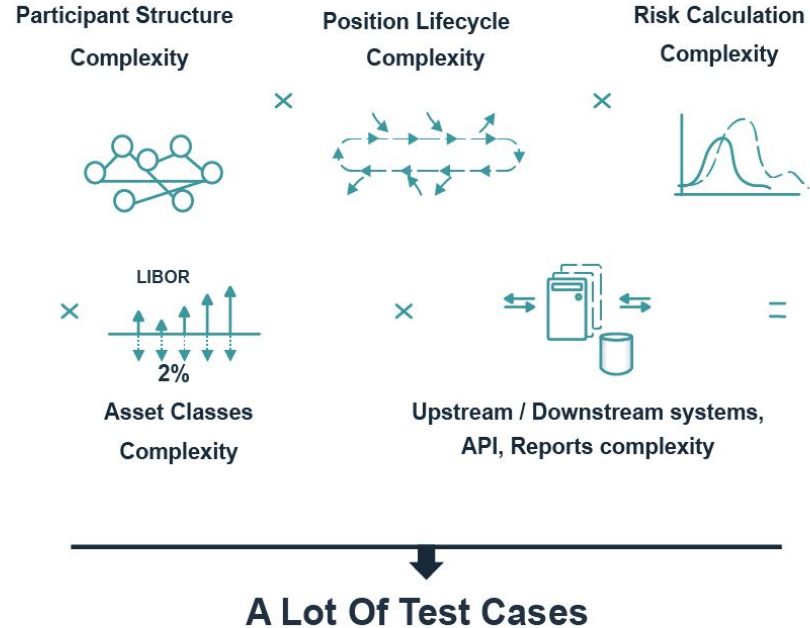 Participant Structure
Complexity
Position Lifecycle
Complexity
Risk Calculation
Complexity
×
×
×
LIBOR
2%
Asset Classes
Complexity
×
Upstream / Downstream systems,
API, Reports complexity
=
A Lot Of Test Cases